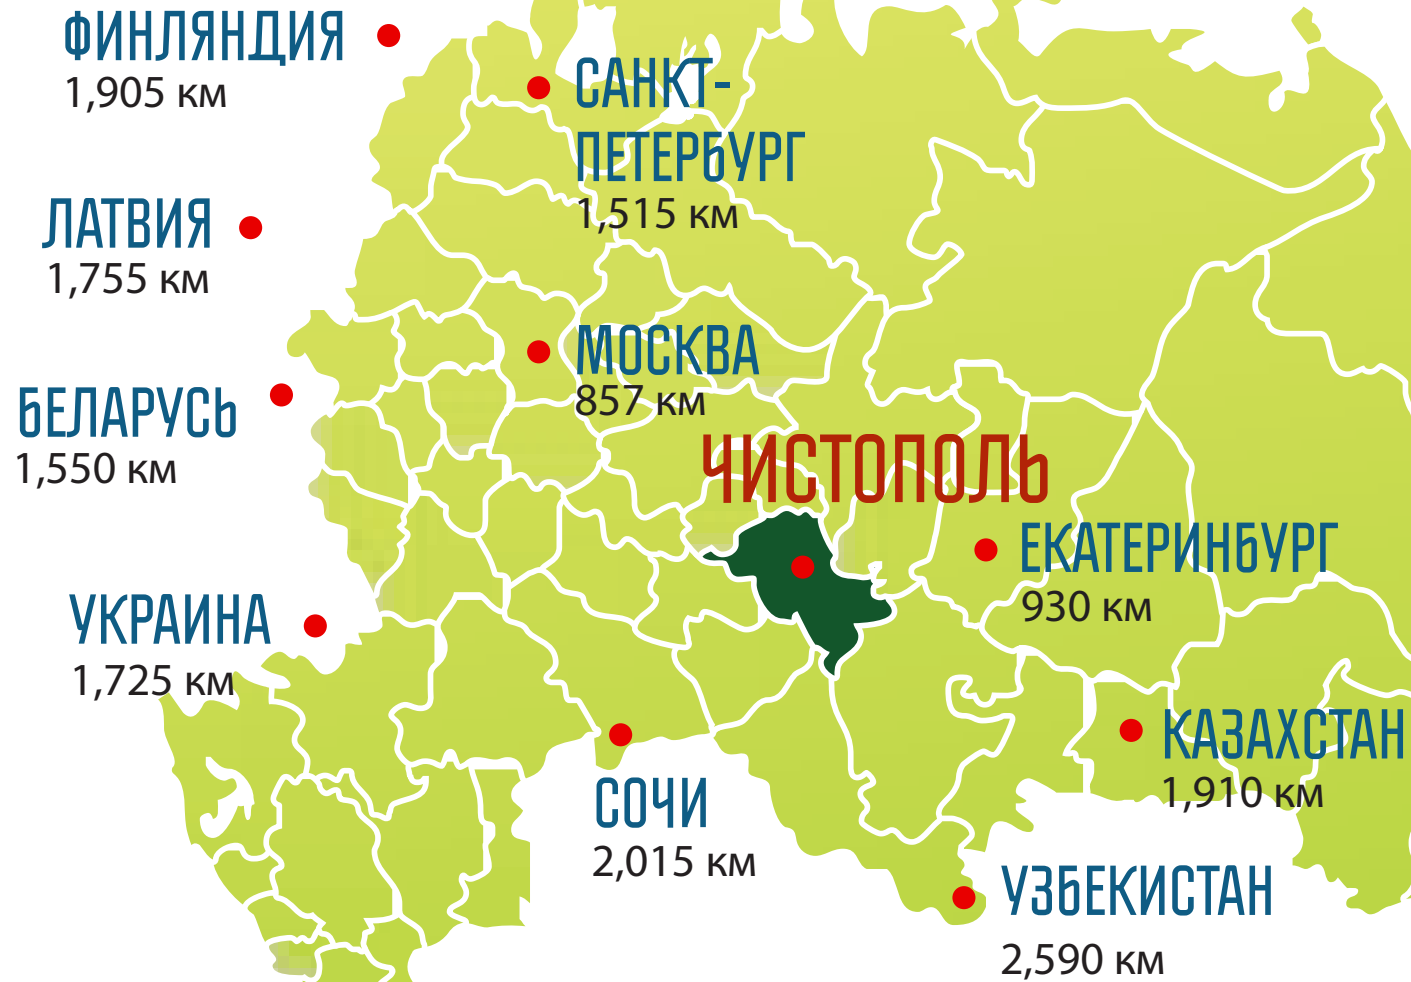 ФИНЛЯНДИЯ
1,905 км
САНКТ-
ПЕТЕРБУРГ
1,515 км
ЛАТВИЯ
1,755 км
МОСКВА
857 км
БЕЛАРУСЬ
1,550 км
ЧИСТОПОЛЬ
ЕКАТЕРИНБУРГ
930 км
УКРАИНА
1,725 км
КАЗАХСТАН
1,910 км
СОЧИ
2,015 км
УЗБЕКИСТАН
2,590 км